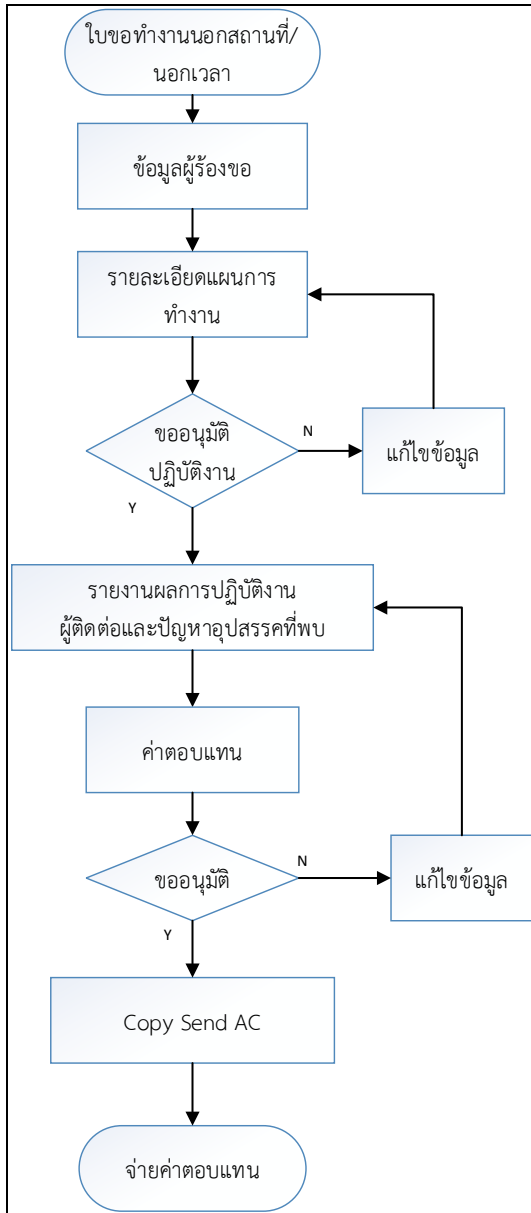 ใบขอทำงานนอกสถานที่/
นอกเวลา
ข้อมูลผู้ร้องขอ
รายละเอียดแผนการ
ทำงาน
ขออนุมัติ
ปฏิบัติงาน
N
แก้ไขข้อมูล
Y
รายงานผลการปฏิบัติงาน
ผู้ติดต่อและปัญหาอุปสรรคที่พบ
ค่าตอบแทน
ขออนุมัติ
N
แก้ไขข้อมูล
Y
Copy Send AC
จ่ายค่าตอบแทน